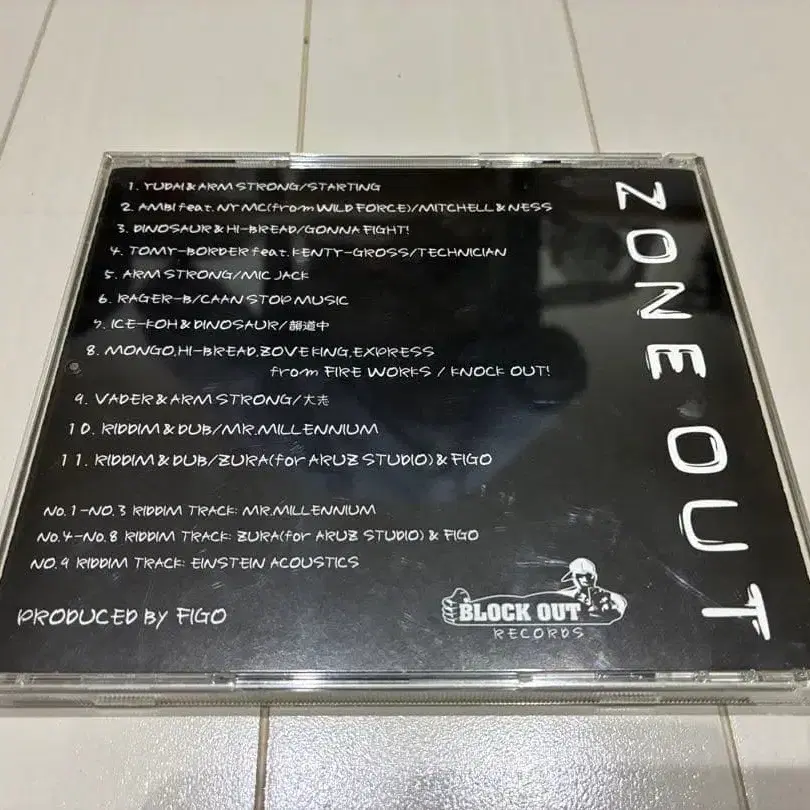 1. YUDAI & ARM STRONG/STARTING
2. AMBI feat. NY MC(from WILD FORCE)/MITCHELL & NESS
3. DINOSAUR & HI-BREAD/GONNA FIGHT!
4. TOMY-BORDER feat. KENTY-GROSS/TECHNICIAN
5. ARM STRONG/MIC JACK
6. RAGER-B/CAAN STOP MUSIC
7. ICE-KOH & DINOSAUR/韻道中
8. MONGO.HI-BREAD.ZOVE KING.EXPRESS
from FIRE WORKS / KNOCK OUT!
9. VADER & ARM STRONG/大志
10. RIDDIM & DUB/MR.MILLENNIUM
11. RIDDIM & DUB/ZURA(for ARUZ STUDIO) & FIGO
NO.1-NO.3 RIDDIM TRACK: MR.MILLENNIUM
NO.4-NO.8 RIDDIM TRACK: ZURA(for ARUZ STUDIO) & FIGO
NO.9 RIDDIM TRACK: EINSTEIN ACOUSTICS
PRODUCED BY FIGO
BLOCK OUT
RECORDS
ZONE OUT